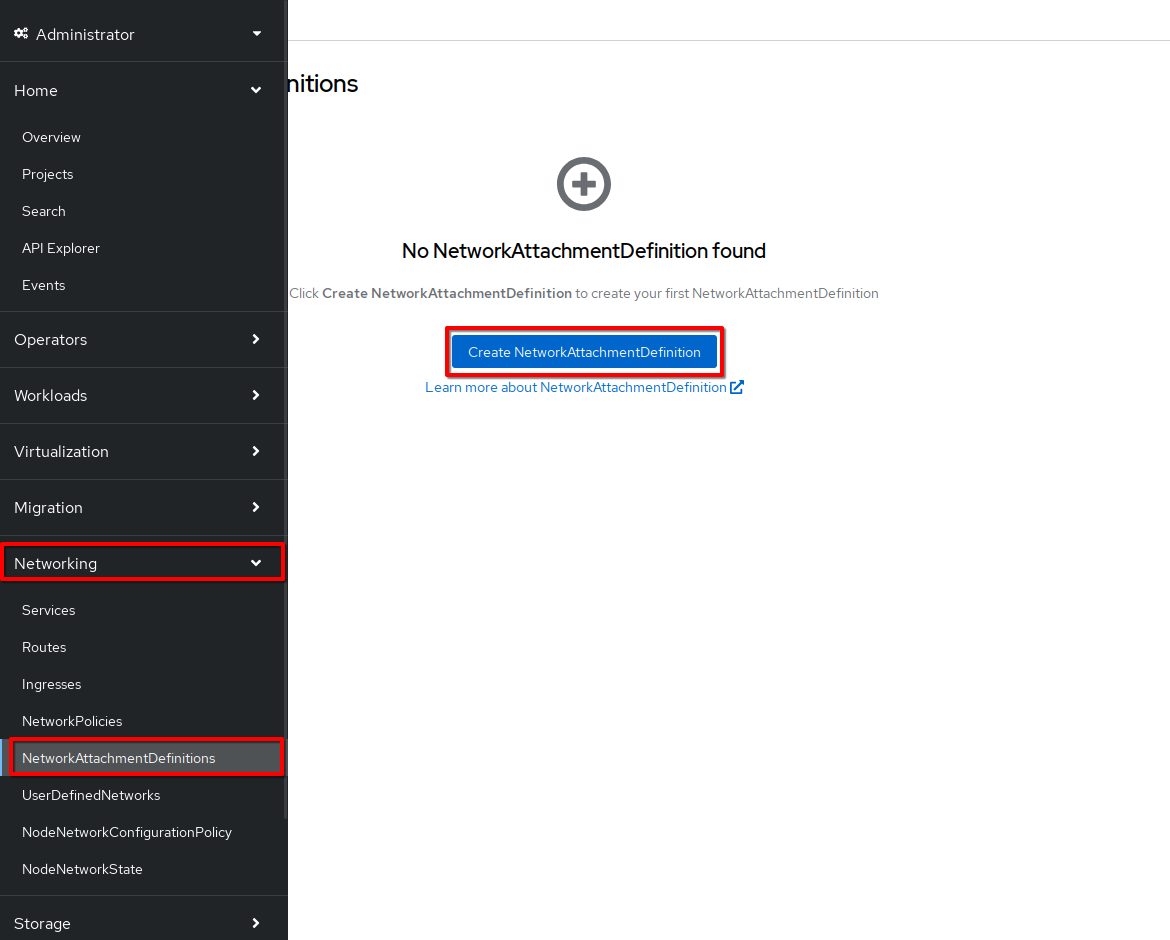 Administrator
Home
Overview
Projects
Search
API Explorer
Events
Operators
Workloads
Virtualization
Migration
Networking
Services
Routes
Ingresses
NetworkPolicies
NetworkAttachmentDefinitions
UserDefinedNetworks
NodeNetworkConfigurationPolicy
NodeNetworkState
Storage
nitions
No NetworkAttachmentDefinition found
Click Create NetworkAttachmentDefinition to create your first NetworkAttachmentDefinition
Create NetworkAttachmentDefinition
Learn more about NetworkAttachmentDefinition